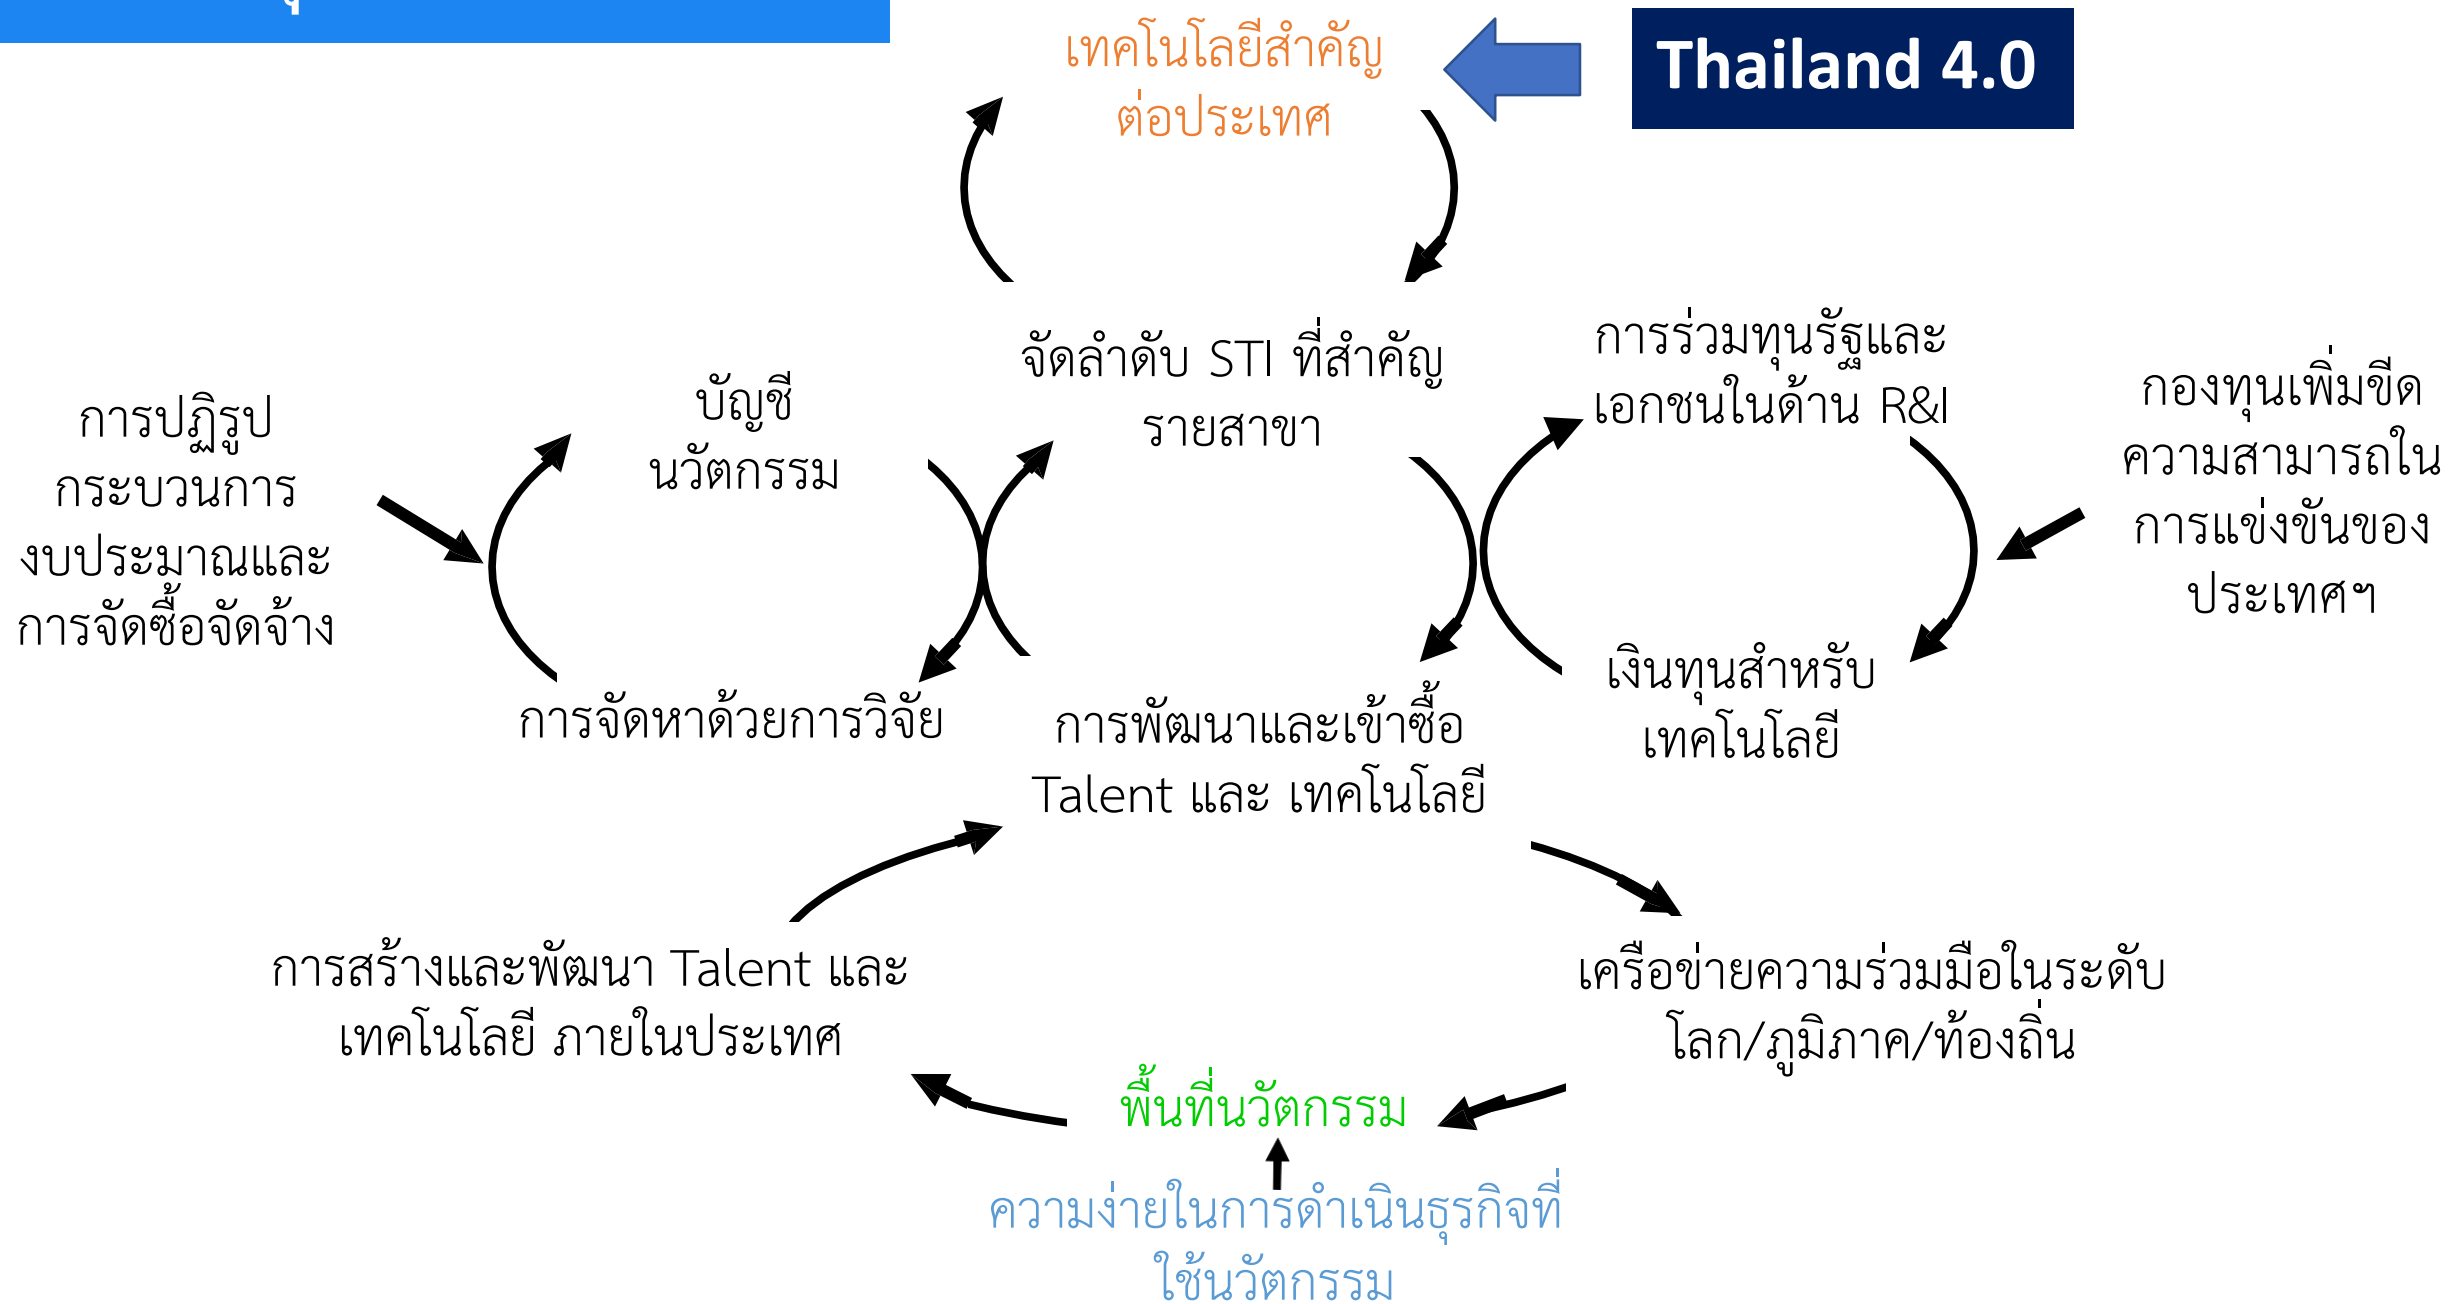 เทคโนโลยีสำคัญ
ต่อประเทศ
Thailand 4.0
จัดลำดับ STI ที่สำคัญ
รายสาขา
การร่วมทุนรัฐและ
เอกชนในด้าน R&I
กองทุนเพิ่มขีด
ความสามารถใน
การแข่งขันของ
ประเทศฯ
บัญชี
นวัตกรรม
การปฏิรูป
กระบวนการ
งบประมาณและ
การจัดซื้อจัดจ้าง
การจัดหาด้วยการวิจัย
การพัฒนาและเข้าซื้อ
Talent และ เทคโนโลยี
เงินทุนสำหรับ
เทคโนโลยี
การสร้างและพัฒนา Talent และ
เทคโนโลยี ภายในประเทศ
เครือข่ายความร่วมมือในระดับ
โลก/ภูมิภาค/ท้องถิ่น
พื้นที่นวัตกรรม
ความง่ายในการดำเนินธุรกิจที่
ใช้นวัตกรรม